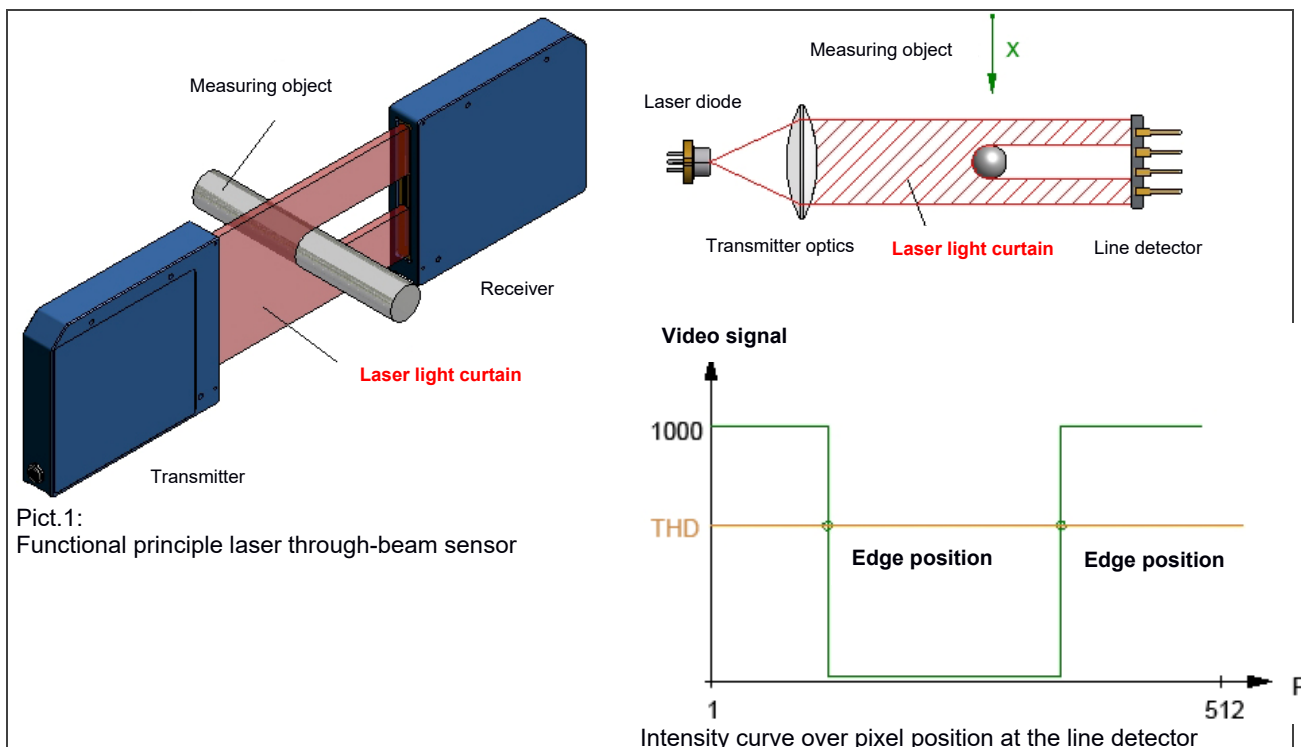 Measuring object
Laser light curtain
Receiver
Transmitter
Pict.1:
Functional principle laser through-beam sensor
Measuring object
X
Laser diode
Transmitter optics
Laser light curtain
Line detector
Video signal
1000
THD
Edge position
Edge position
1
512
Intensity curve over pixel position at the line detector